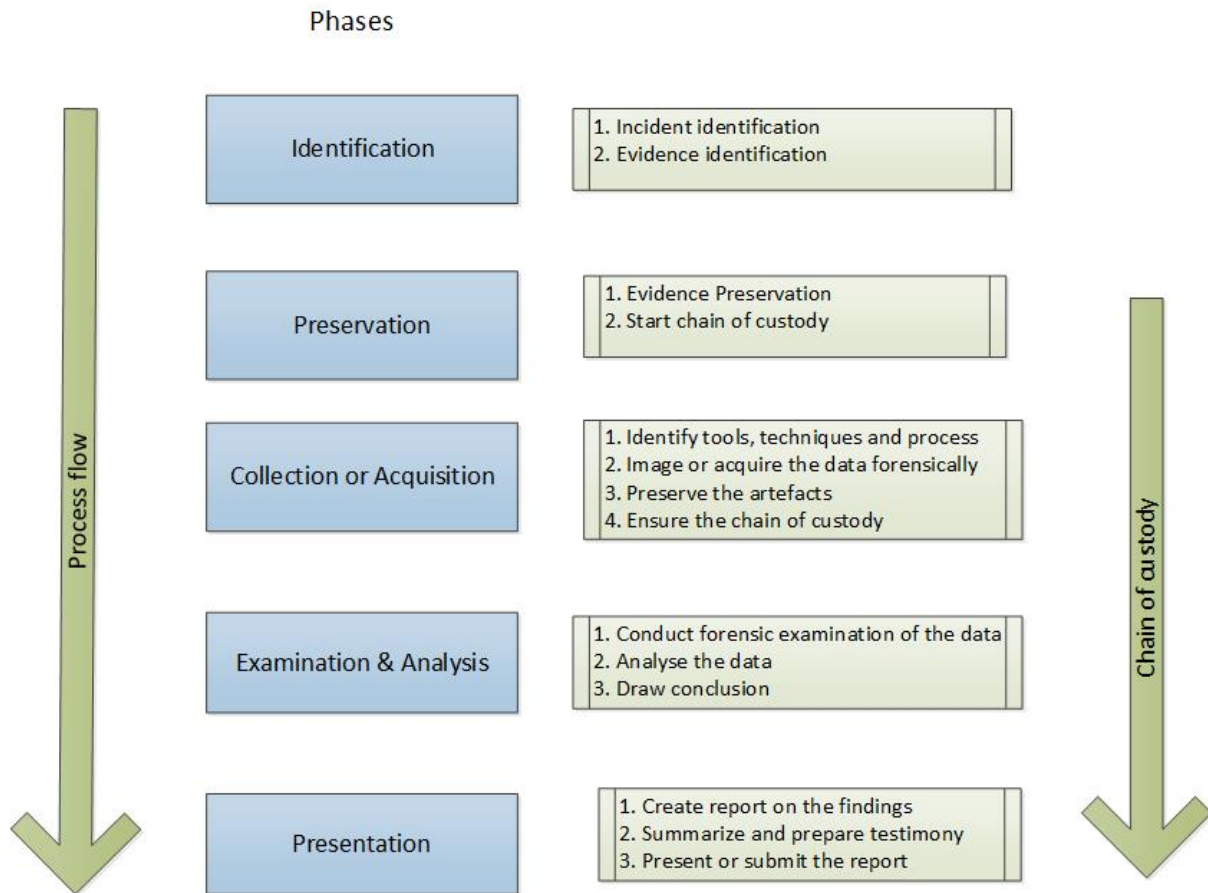 Phases
Process flow
Identification
1. Incident identification
2. Evidence identification
Preservation
1. Evidence Preservation
2. Start chain of custody
Collection or Acquisition
1. Identify tools, techniques and process
2. Image or acquire the data forensically
3. Preserve the artefacts
4. Ensure the chain of custody
Examination & Analysis
1. Conduct forensic examination of the data
2. Analyse the data
3. Draw conclusion
Presentation
1. Create report on the findings
2. Summarize and prepare testimony
3. Present or submit the report
Chain of custody